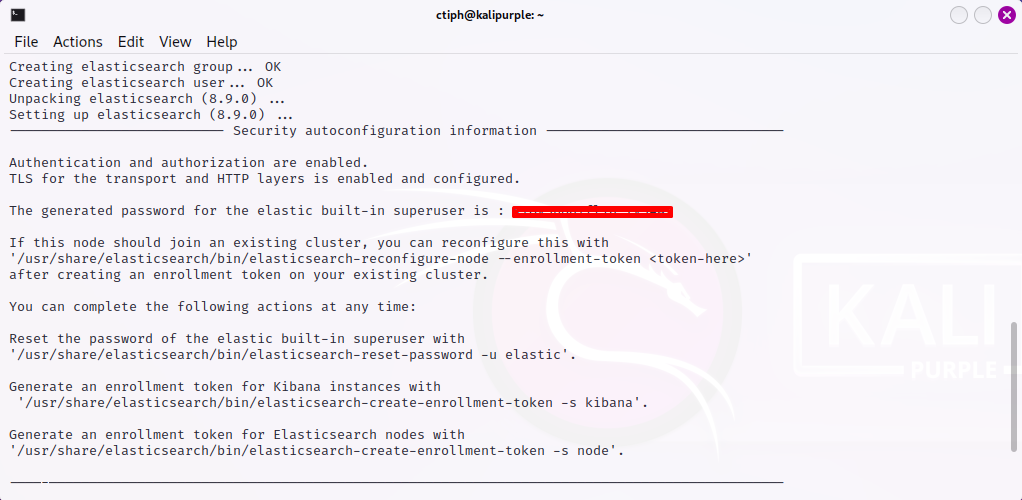 ctiph@kalipurple: ~
File Actions Edit View Help
Creating elasticsearch group... OK
Creating elasticsearch user... OK
Unpacking elasticsearch (8.9.0) ...
Setting up elasticsearch (8.9.0) ...
--------------------------- Security autoconfiguration information ------------------------------
Authentication and authorization are enabled.
TLS for the transport and HTTP layers is enabled and configured.
The generated password for the elastic built-in superuser is :
If this node should join an existing cluster, you can reconfigure this with
'/usr/share/elasticsearch/bin/elasticsearch-reconfigure-node --enrollment-token <token-here>'
after creating an enrollment token on your existing cluster.
You can complete the following actions at any time:
Reset the password of the elastic built-in superuser with
'/usr/share/elasticsearch/bin/elasticsearch-reset-password -u elastic'.
Generate an enrollment token for Kibana instances with
'/usr/share/elasticsearch/bin/elasticsearch-create-enrollment-token -s kibana'.
Generate an enrollment token for Elasticsearch nodes with
'/usr/share/elasticsearch/bin/elasticsearch-create-enrollment-token -s node'.
-------------------------------------------------------------------------------------------------
KALI
PURPLE